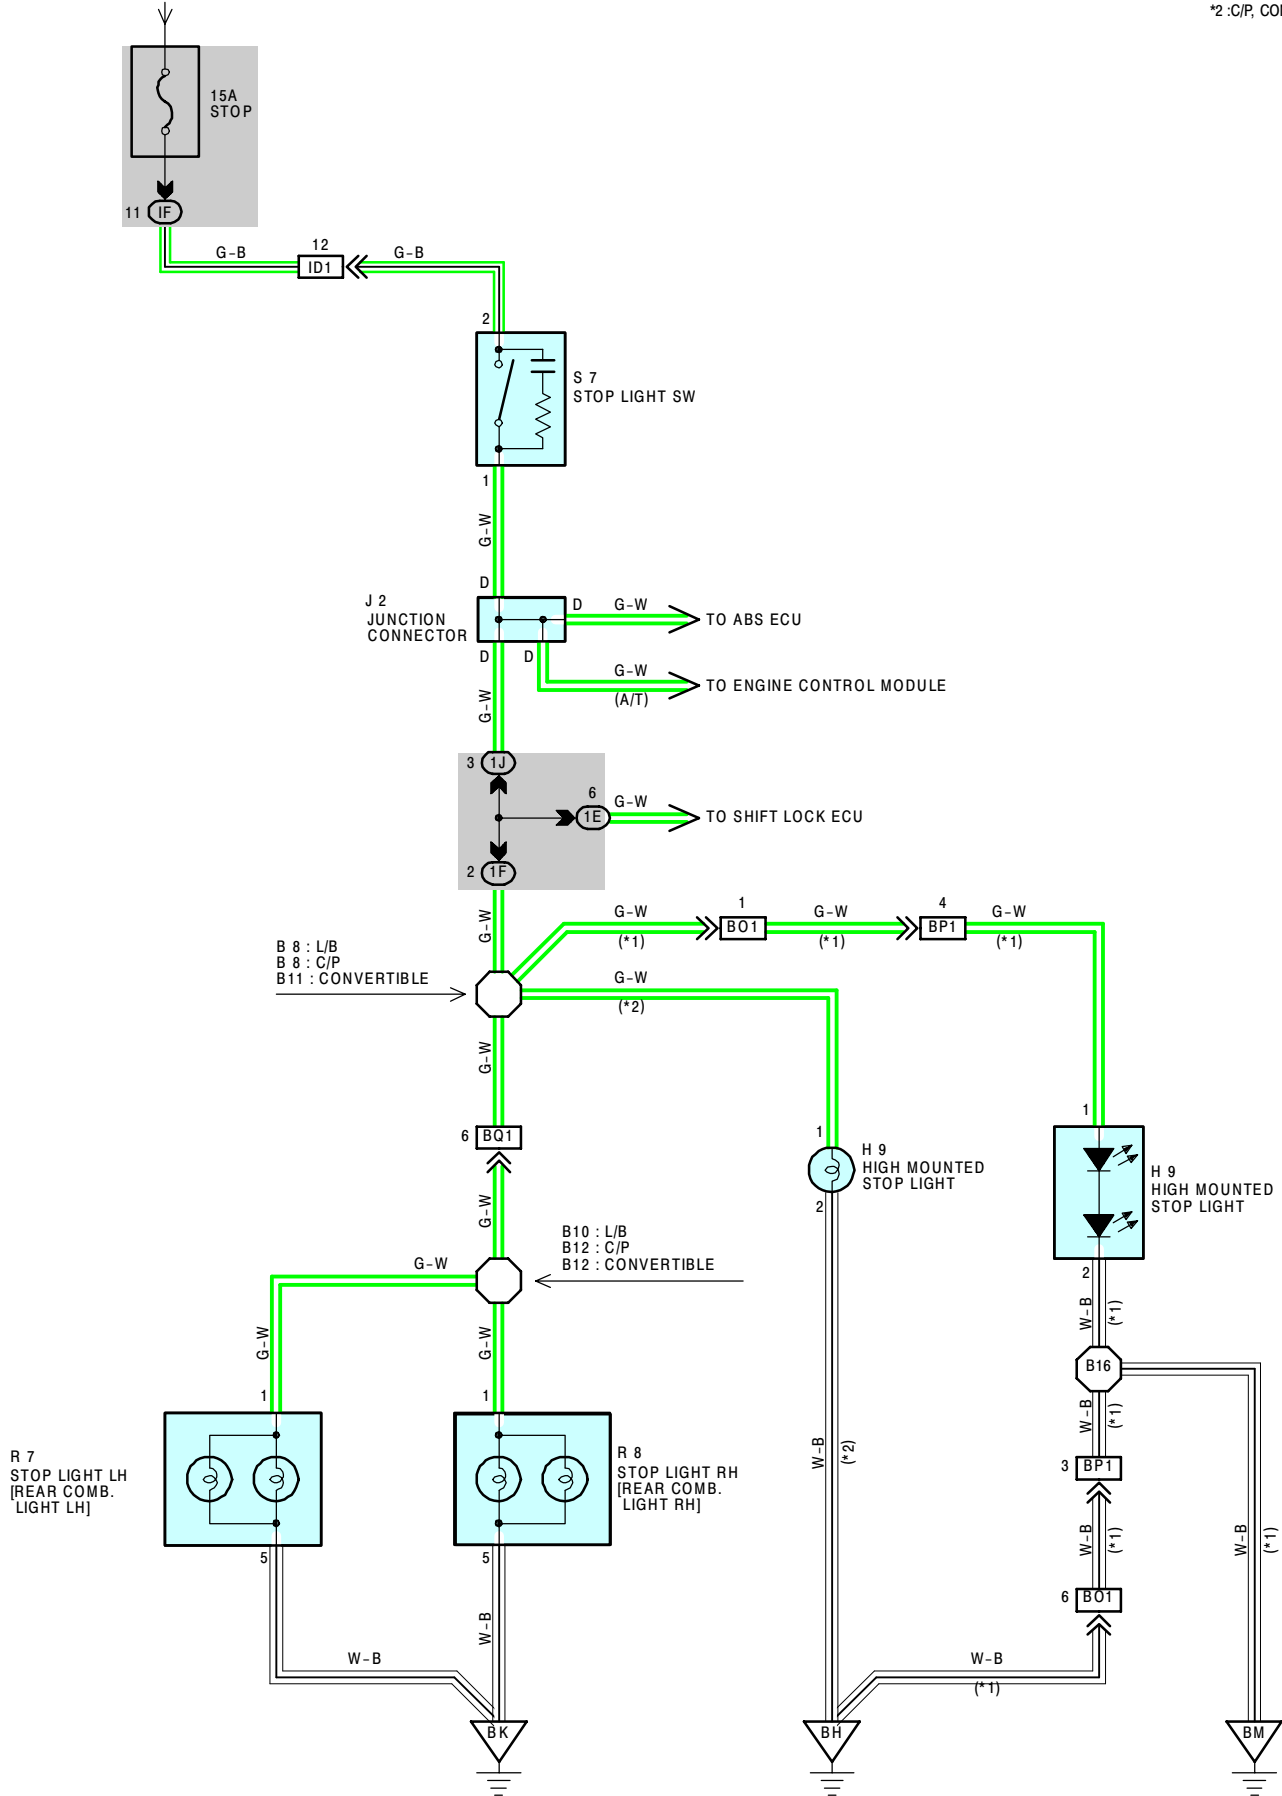 *2 :C/P, CO
15A
STOP
11 IF
G-B
12
ID1
G-B
2
S 7
STOP LIGHT SW
1
G-W
D
J 2
JUNCTION
CONNECTOR
D
G-W
TO ABS ECU
D
D
G-W
(A/T)
TO ENGINE CONTROL MODULE
G-W
3 1J
6
1E
G-W
TO SHIFT LOCK ECU
2 1F
G-W
G-W
(*1)
1
BO1
G-W
(*1)
4
BP1
G-W
(*1)
B 8 : L/B
B 8 : C/P
B11 : CONVERTIBLE
G-W
(*2)
G-W
6 BQ1
1
H 9
HIGH MOUNTED
STOP LIGHT
2
1
H 9
HIGH MOUNTED
STOP LIGHT
2
G-W
B10 : L/B
B12 : C/P
B12 : CONVERTIBLE
G-W
W-B
(*1)
B16
G-W
G-W
1
1
W-B
(*1)
R 7
STOP LIGHT LH
[REAR COMB.
LIGHT LH]
R 8
STOP LIGHT RH
[REAR COMB.
LIGHT RH]
W-B
(*2)
3 BP1
W-B
(*1)
W-B
(*1)
5
5
6 BO1
W-B
W-B
W-B
(*1)
BK
BH
BM